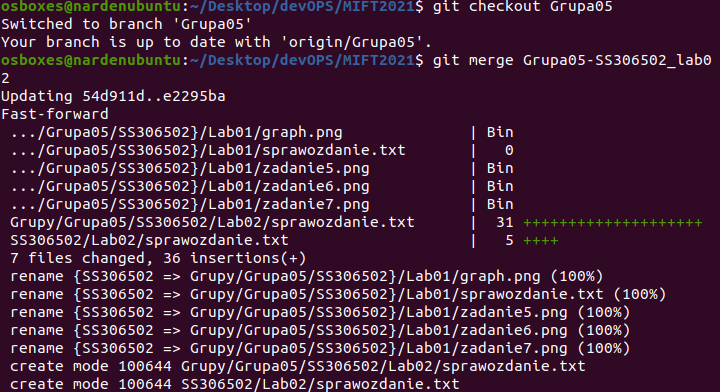 osboxes@nardenubuntu:~/Desktop/devOPS/MIFT2021$ git checkout Grupa05
Switched to branch 'Grupa05'
Your branch is up to date with 'origin/Grupa05'.
osboxes@nardenubuntu:~/Desktop/devOPS/MIFT2021$ git merge Grupa05-SS306502_lab0
2
Updating 54d911d..e2295ba
Fast-forward
 .../Grupa05/SS306502}/Lab01/graph.png              | Bin
 .../Grupa05/SS306502}/Lab01/sprawozdanie.txt       |   0
 .../Grupa05/SS306502}/Lab01/zadanie5.png           | Bin
 .../Grupa05/SS306502}/Lab01/zadanie6.png           | Bin
 .../Grupa05/SS306502}/Lab01/zadanie7.png           | Bin
 Grupy/Grupa05/SS306502/Lab02/sprawozdanie.txt      |  31 ++++++++++++++++++++
 SS306502/Lab02/sprawozdanie.txt                    |   5 ++++
 7 files changed, 36 insertions(+)
 rename {SS306502 => Grupy/Grupa05/SS306502}/Lab01/graph.png (100%)
 rename {SS306502 => Grupy/Grupa05/SS306502}/Lab01/sprawozdanie.txt (100%)
 rename {SS306502 => Grupy/Grupa05/SS306502}/Lab01/zadanie5.png (100%)
 rename {SS306502 => Grupy/Grupa05/SS306502}/Lab01/zadanie6.png (100%)
 rename {SS306502 => Grupy/Grupa05/SS306502}/Lab01/zadanie7.png (100%)
 create mode 100644 Grupy/Grupa05/SS306502/Lab02/sprawozdanie.txt
 create mode 100644 SS306502/Lab02/sprawozdanie.txt